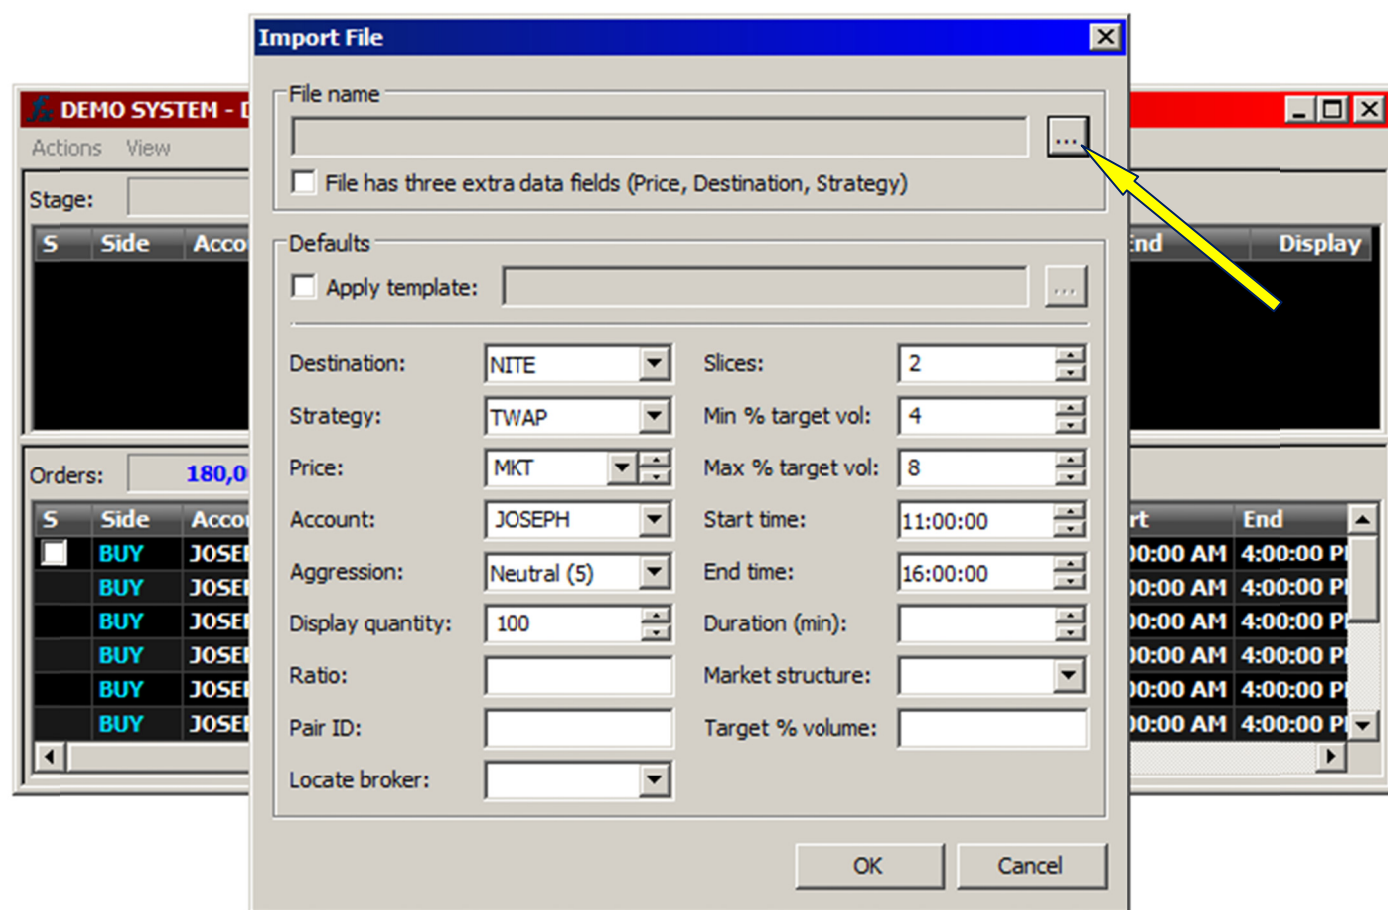 Import File
File name
...
File has three extra data fields (Price, Destination, Strategy)
Defaults
Apply template:
...
Destination: NITE Slices: 2
Strategy: TWAP Min % target vol: 4
Price: MKT Max % target vol: 8
Account: JOSEPH Start time: 11:00:00
Aggression: Neutral (5) End time: 16:00:00
Display quantity: 100 Duration (min):
Ratio: Market structure:
Pair ID: Target % volume:
Locate broker:
OK Cancel
DEMO SYSTEM -
Actions View
Stage:
S Side Display
Orders:
S Side End
BUY 4:00:00
BUY 4:00:00
BUY 4:00:00
BUY 4:00:00
BUY 4:00:00
BUY 4:00:00